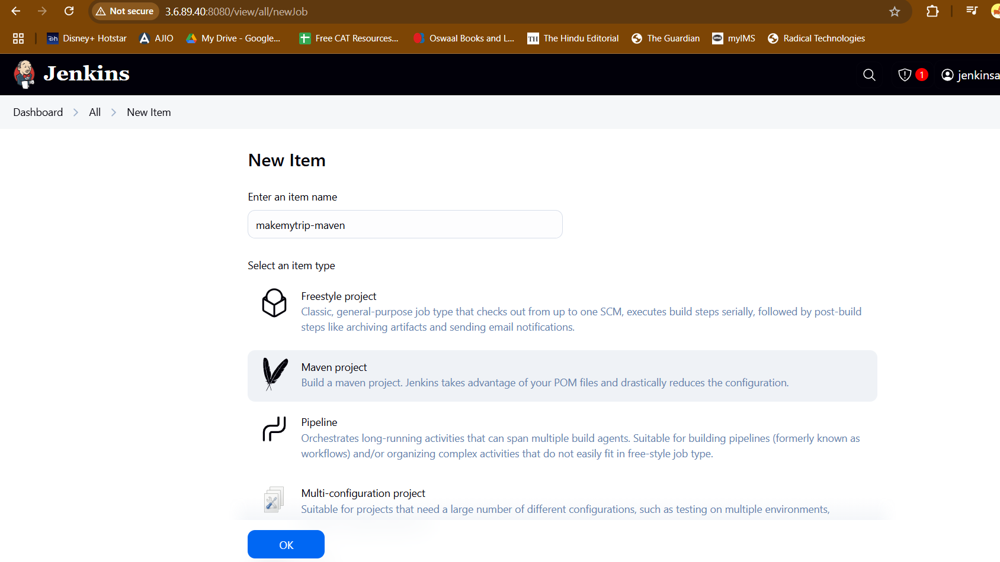 Not secure 3.6.89.40:8080/view/all/newJob
Disney+ Hotstar AJIO My Drive - Google... Free CAT Resources... Oswaal Books and L... TH The Hindu Editorial The Guardian ims myIMS Radical Technologies
Jenkins 1 jenkinsa
Dashboard All New Item
New Item
Enter an item name
makemytrip-maven
Select an item type
Freestyle project
Classic, general-purpose job type that checks out from up to one SCM, executes build steps serially, followed by post-build
steps like archiving artifacts and sending email notifications.
Maven project
Build a maven project. Jenkins takes advantage of your POM files and drastically reduces the configuration.
Pipeline
Orchestrates long-running activities that can span multiple build agents. Suitable for building pipelines (formerly known as
workflows) and/or organizing complex activities that do not easily fit in free-style job type.
Multi-configuration project
Suitable for projects that need a large number of different configurations, such as testing on multiple environments,
OK